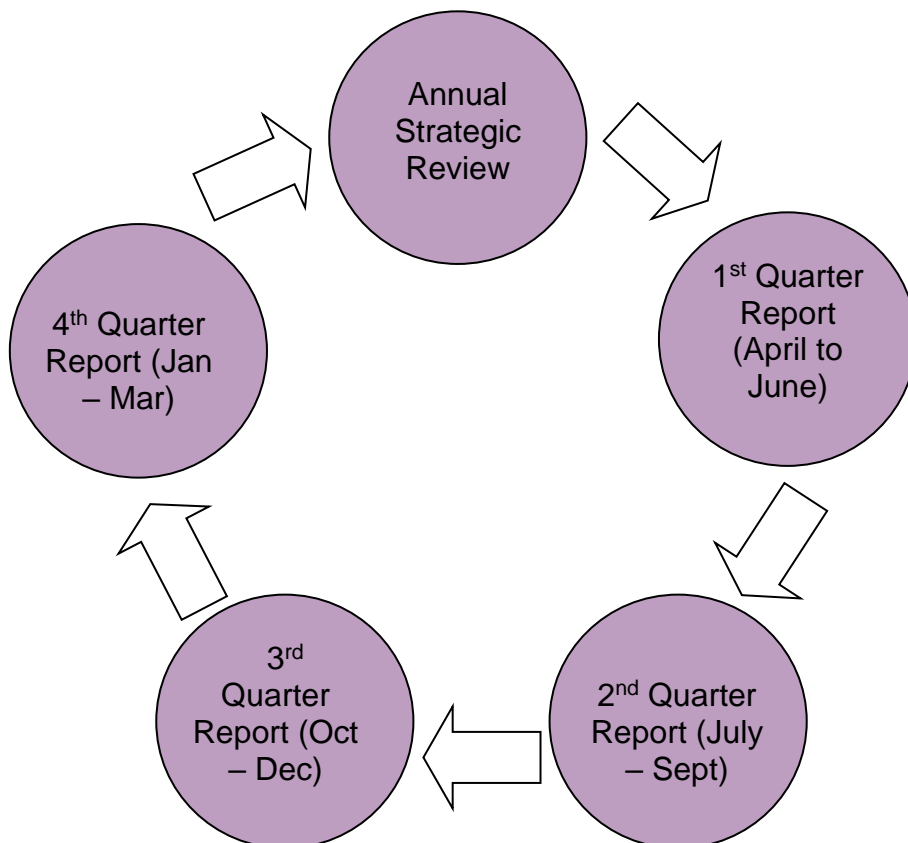 Annual
Strategic
Review
1st Quarter
Report
(April to
June)
2nd Quarter
Report (July
– Sept)
3rd
Quarter
Report (Oct
– Dec)
4th Quarter
Report (Jan
– Mar)